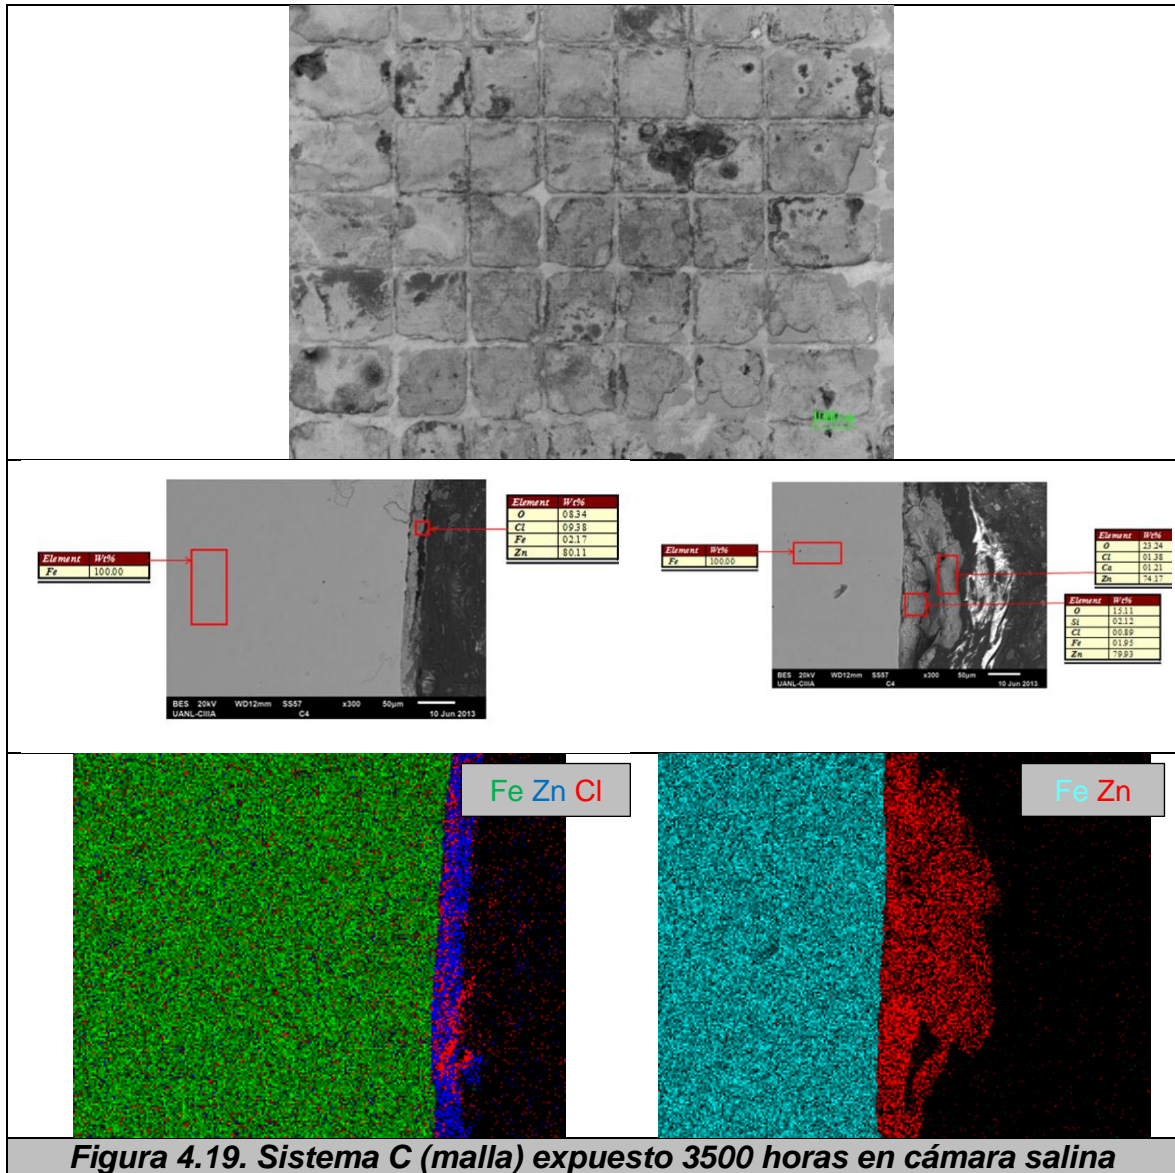 Element Wt%
Fe 100.00
Element Wt%
O 08.34
Cl 09.38
Fe 02.17
Zn 80.11
BES 20kV WD12mm SS57 x300 50µm
UANL-CIIA C4 10 Jun 2013
Element Wt%
Fe 100.00
Element Wt%
O 23.24
Cl 01.38
Ca 01.21
Zn 74.17
Element Wt%
O 15.11
Si 02.12
Cl 00.89
Fe 01.95
Zn 79.93
BES 20kV WD12mm SS57 x300 50µm
UANL-CIIA C4 10 Jun 2013
Fe Zn Cl
Fe Zn
Figura 4.19. Sistema C (malla) expuesto 3500 horas en cámara salina